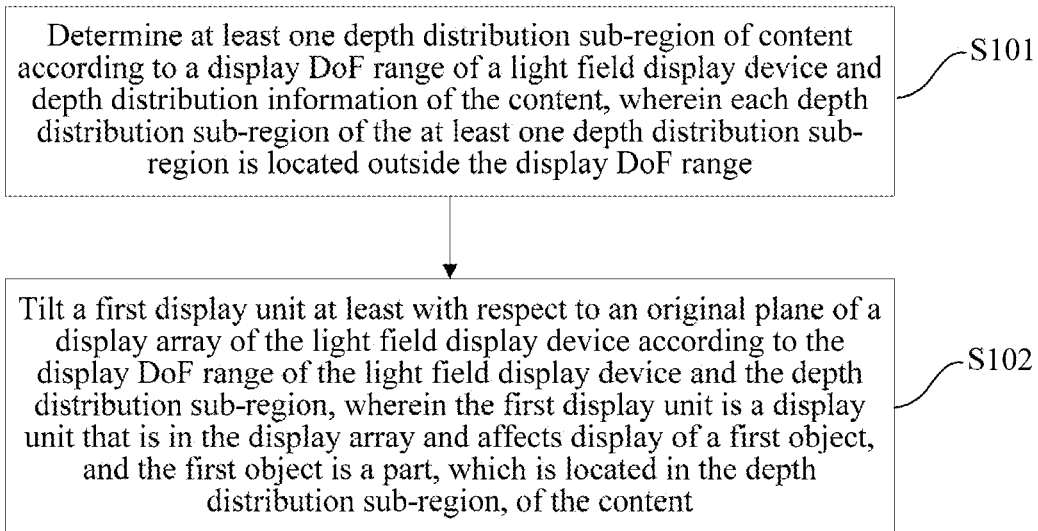 Determine at least one depth distribution sub-region of content
according to a display DoF range of a light field display device and
depth distribution information of the content, wherein each depth
distribution sub-region of the at least one depth distribution sub-
region is located outside the display DoF range
S101
Tilt a first display unit at least with respect to an original plane of a
display array of the light field display device according to the
display DoF range of the light field display device and the depth
distribution sub-region, wherein the first display unit is a display
unit that is in the display array and affects display of a first object,
and the first object is a part, which is located in the depth
distribution sub-region, of the content
S102